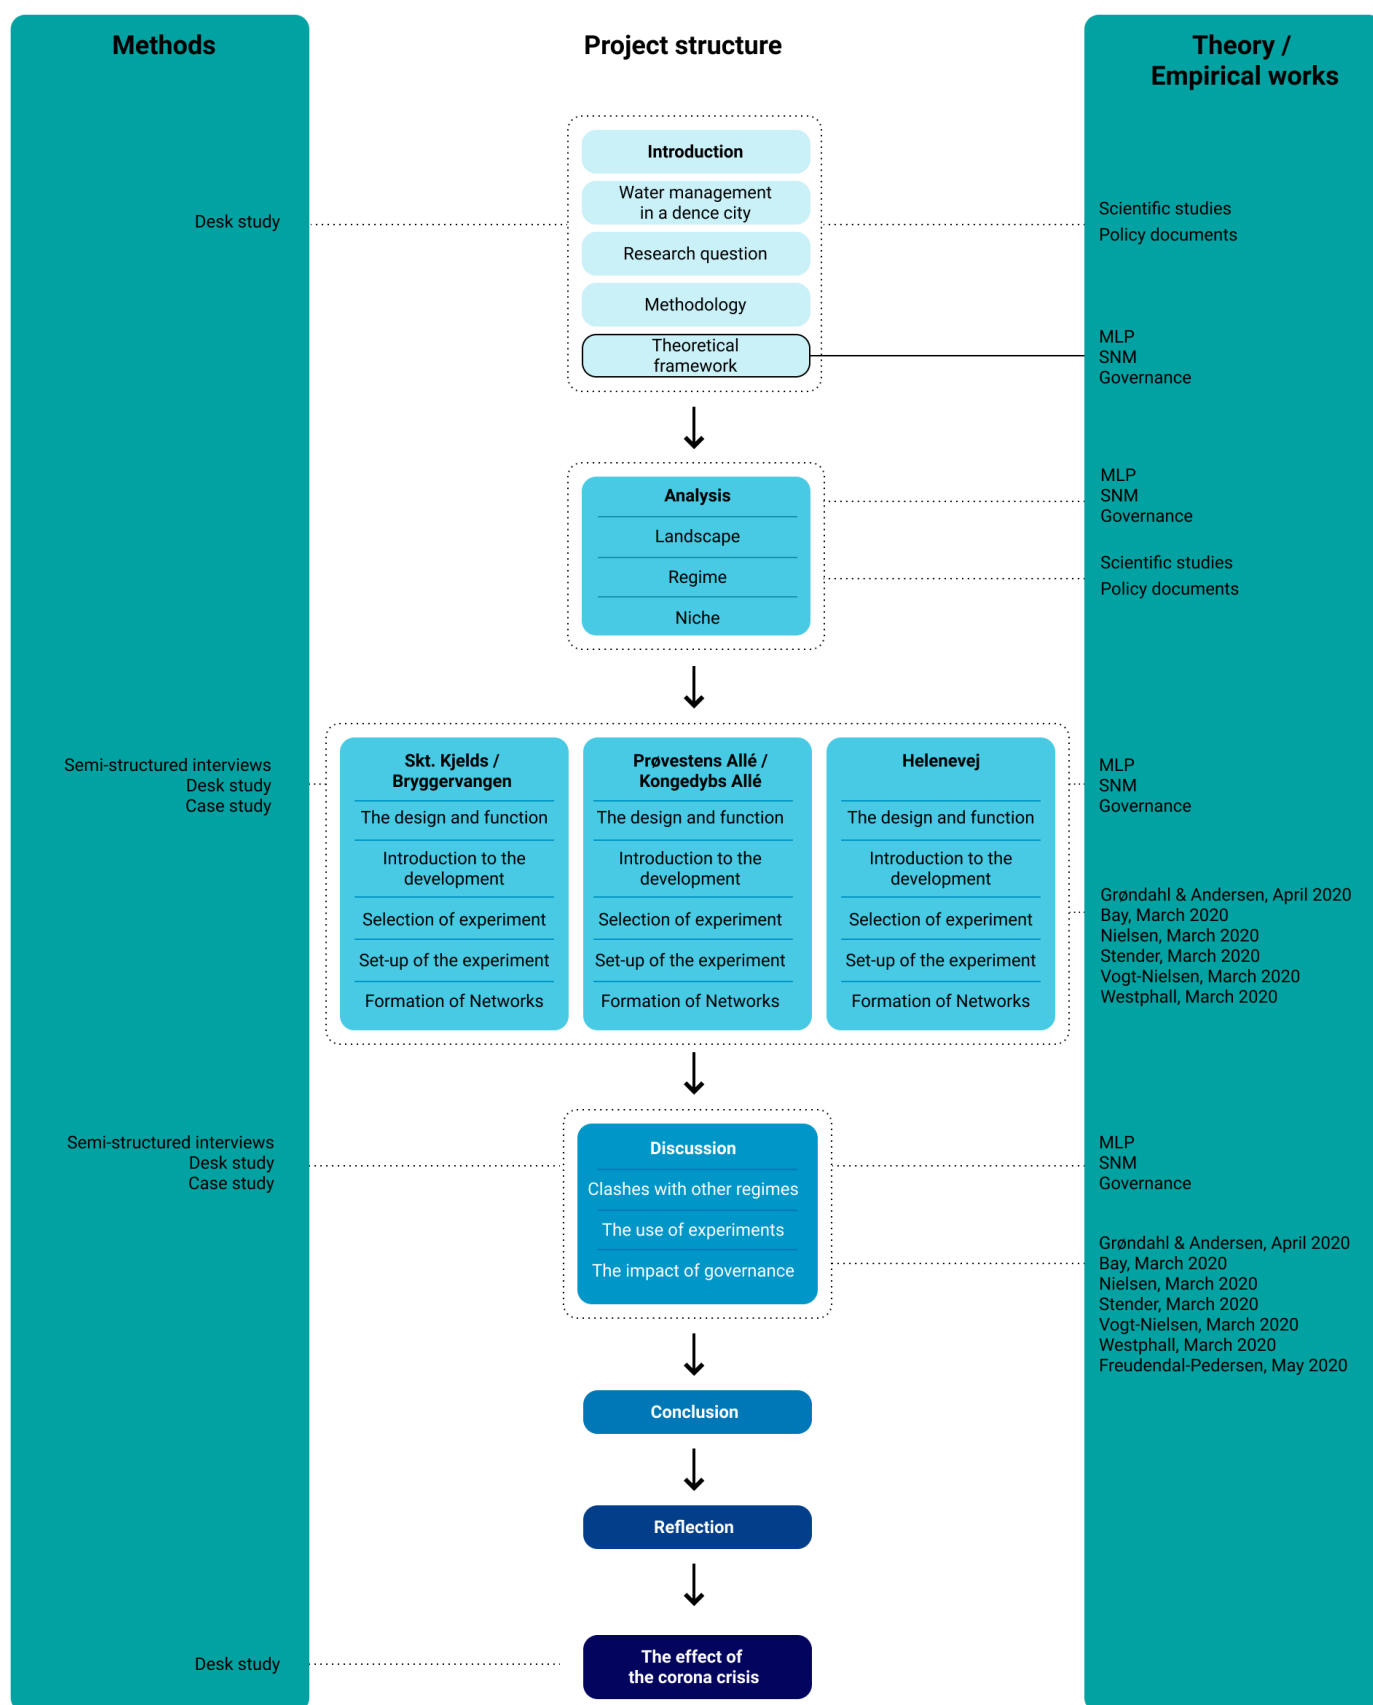 Methods
Project structure
Theory /
Empirical works
Introduction
Water management
in a dence city
Research question
Methodology
Theoretical
framework
Desk study
Scientific studies
Policy documents
MLP
SNM
Governance
Analysis
Landscape
Regime
Niche
MLP
SNM
Governance
Scientific studies
Policy documents
Semi-structured interviews
Desk study
Case study
Skt. Kjelds /
Bryggervangen
The design and function
Introduction to the
development
Selection of experiment
Set-up of the experiment
Formation of Networks
Prøvestens Allé /
Kongedybs Allé
The design and function
Introduction to the
development
Selection of experiment
Set-up of the experiment
Formation of Networks
Helenevej
The design and function
Introduction to the
development
Selection of experiment
Set-up of the experiment
Formation of Networks
MLP
SNM
Governance
Grøndahl & Andersen, April 2020
Bay, March 2020
Nielsen, March 2020
Stender, March 2020
Vogt-Nielsen, March 2020
Westphall, March 2020
Semi-structured interviews
Desk study
Case study
Discussion
Clashes with other regimes
The use of experiments
The impact of governance
MLP
SNM
Governance
Grøndahl & Andersen, April 2020
Bay, March 2020
Nielsen, March 2020
Stender, March 2020
Vogt-Nielsen, March 2020
Westphall, March 2020
Freudendal-Pedersen, May 2020
Conclusion
Reflection
Desk study
The effect of
the corona crisis